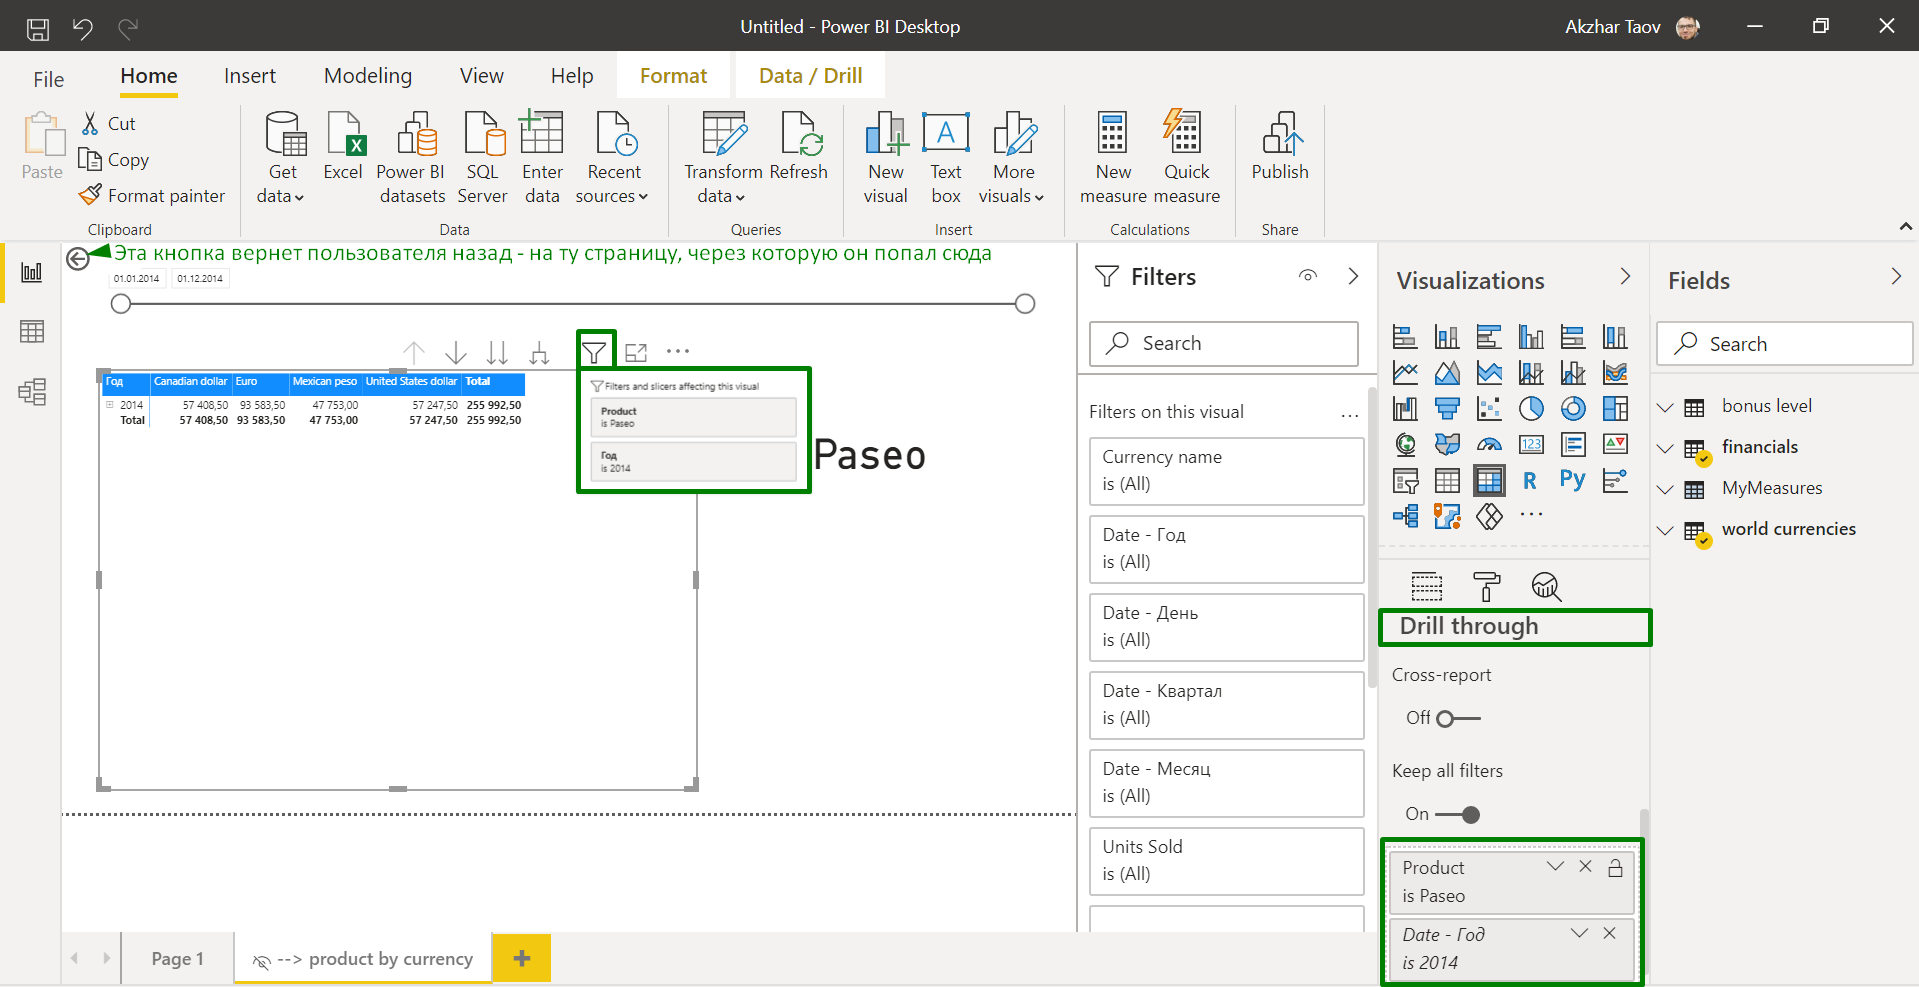 Untitled - Power BI Desktop
Akzhar Taov
File
Home
Insert
Modeling
View
Help
Format
Data / Drill
Paste
Cut
Copy
Format painter
Clipboard
Get data
Excel
Power BI datasets
SQL Server
Enter data
Recent sources
Data
Transform data
Refresh
Queries
New visual
Text box
A
More visuals
Insert
New measure
Quick measure
Calculations
Publish
Share
Эта кнопка вернет пользователя назад - на ту страницу, через которую он попал сюда
01.01.2014
01.12.2014
Год Canadian dollar Euro Mexican peso United States dollar Total
2014 57 408,50 93 583,50 47 753,00 57 247,50 255 992,50
Total 57 408,50 93 583,50 47 753,00 57 247,50 255 992,50
Filters and slicers affecting this visual
Product
is Paseo
Год
is 2014
Paseo
Filters
Search
Filters on this visual
Currency name
is (All)
Date - Год
is (All)
Date - День
is (All)
Date - Квартал
is (All)
Date - Месяц
is (All)
Units Sold
is (All)
Visualizations
123
R
Py
Drill through
Cross-report
Off
Keep all filters
On
Product
is Paseo
Date - Год
is 2014
Fields
Search
bonus level
financials
MyMeasures
world currencies
Page 1
--> product by currency
+